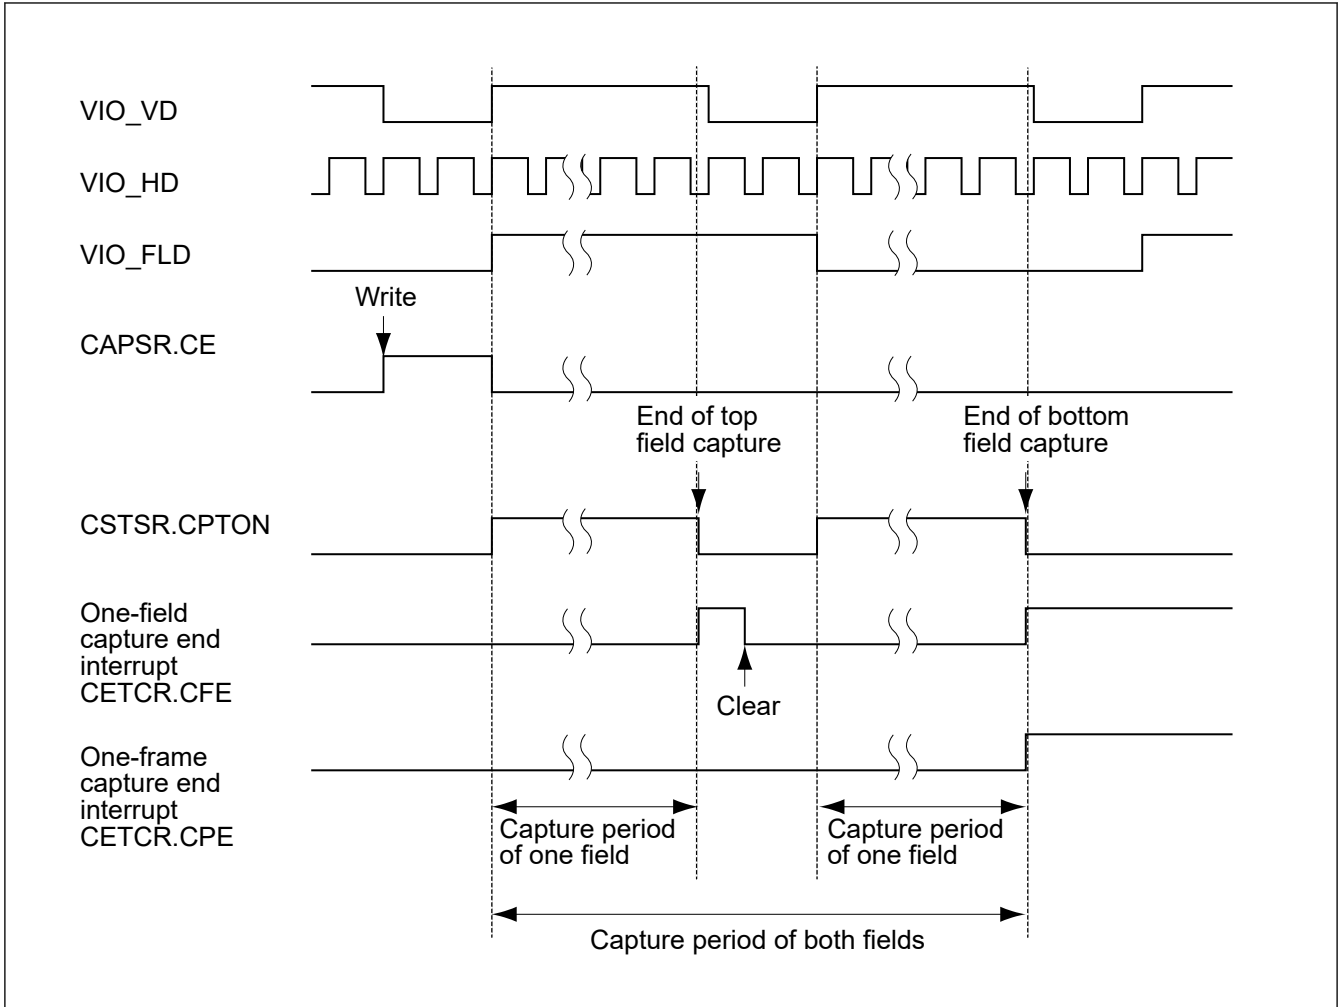 VIO_VD
VIO_HD
VIO_FLD
Write
CAPSR.CE
End of top
field capture
End of bottom
field capture
CSTSR.CPTON
One-field
capture end
interrupt
CETCR.CFE
Clear
One-frame
capture end
interrupt
CETCR.CPE
Capture period
of one field
Capture period
of one field
Capture period of both fields